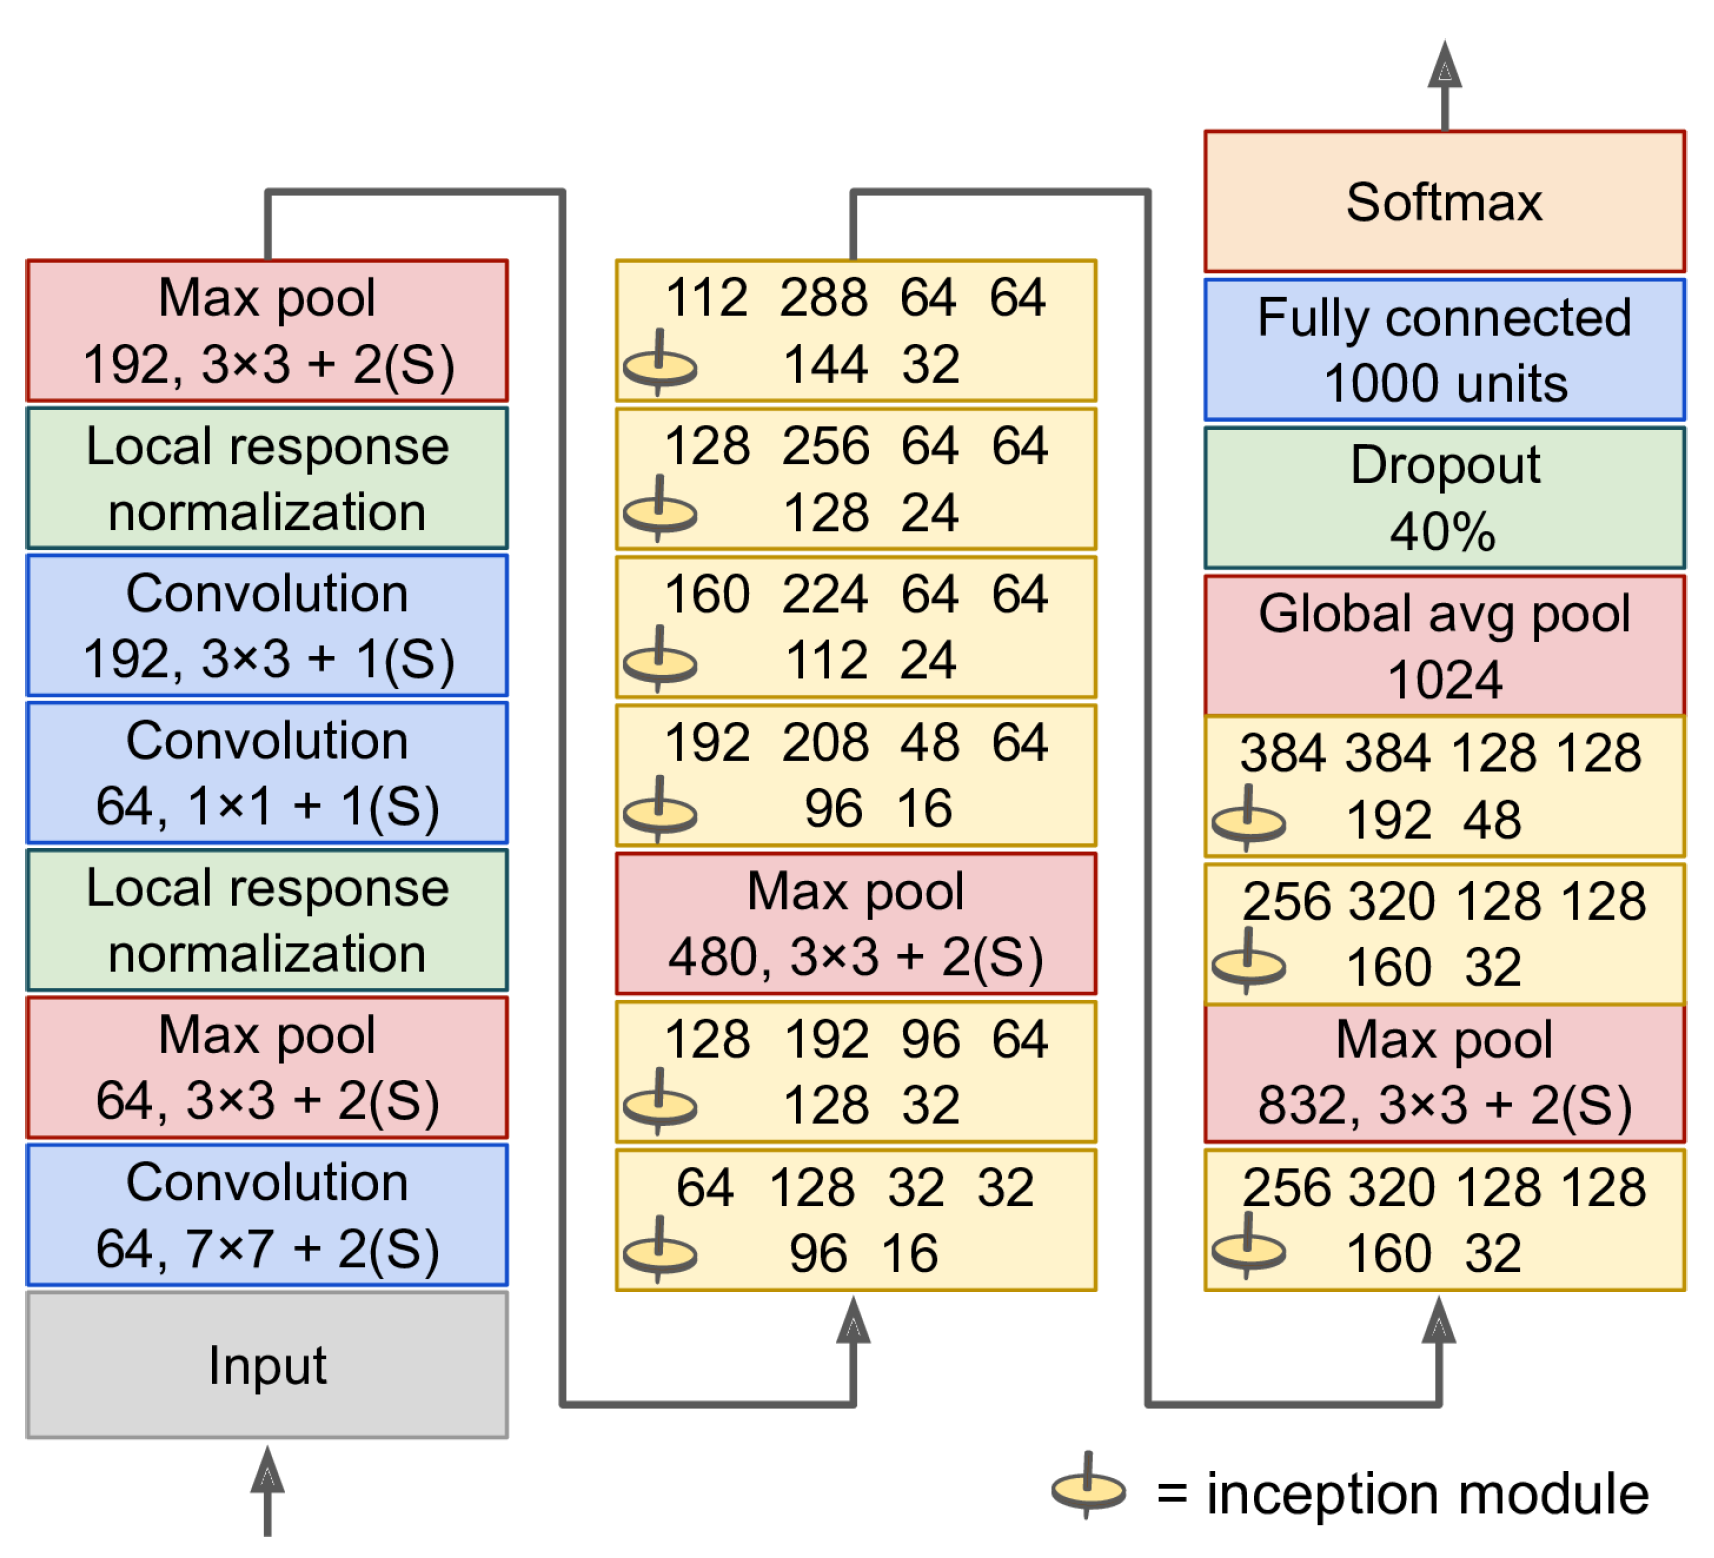 Max pool
192, 3×3 + 2(S)
Local response
normalization
Convolution
192, 3×3 + 1(S)
Convolution
64, 1×1 + 1(S)
Local response
normalization
Max pool
64, 3×3 + 2(S)
Convolution
64, 7×7 + 2(S)
Input
112 288 64 64
144 32
128 256 64 64
128 24
160 224 64 64
112 24
192 208 48 64
96 16
Max pool
480, 3×3 + 2(S)
128 192 96 64
128 32
64 128 32 32
96 16
Softmax
Fully connected
1000 units
Dropout
40%
Global avg pool
1024
384 384 128 128
192 48
256 320 128 128
160 32
Max pool
832, 3×3 + 2(S)
256 320 128 128
160 32
= inception module